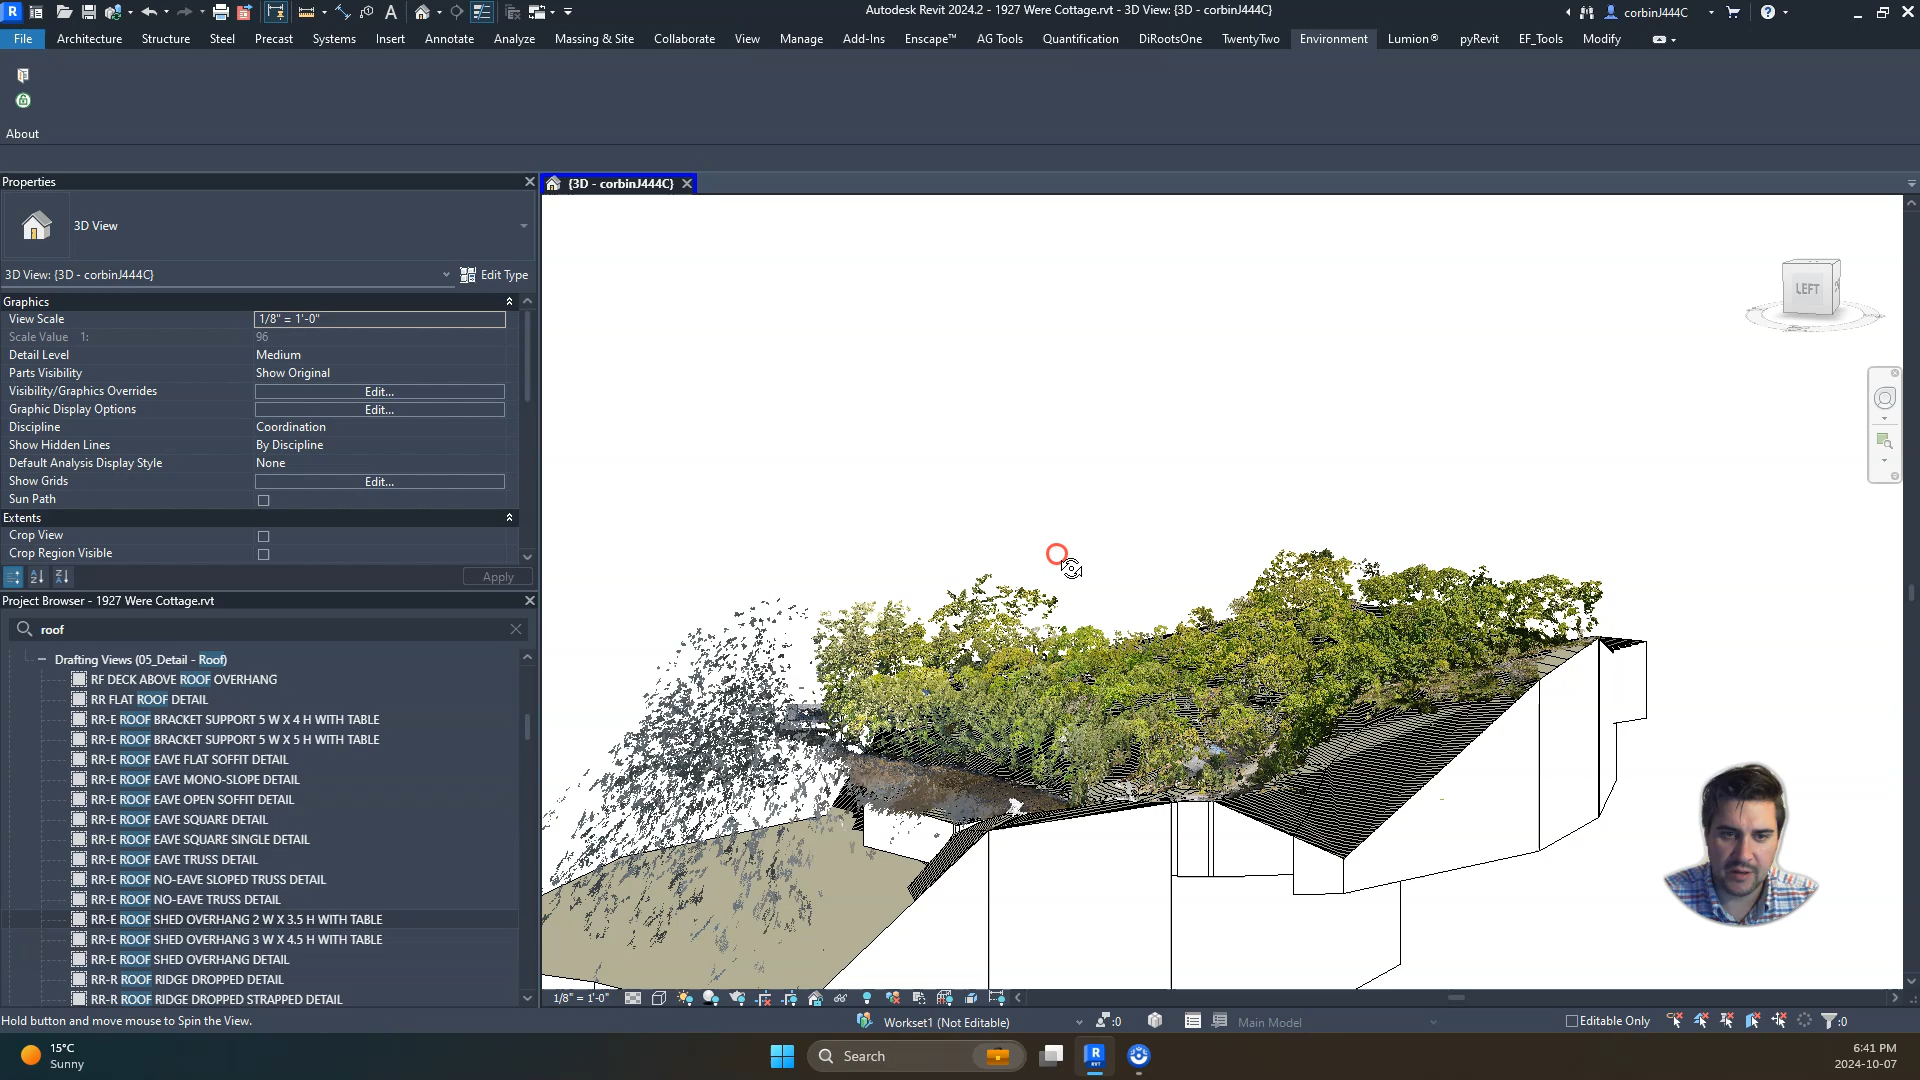 Autodesk Revit 2024.2 - 1927 Were Cottage.rvt - 3D View: {3D - corbinJ444C}
corbinJ444C
File Architecture Structure Steel Precast Systems Insert Annotate Analyze Massing & Site Collaborate View Manage Add-Ins Enscape™ AG Tools Quantification DiRootsOne TwentyTwo Environment Lumion® pyRevit EF_Tools Modify
About
Properties
{3D - corbinJ444C}
3D View
3D View: {3D - corbinJ444C}
Edit Type
Graphics
View Scale 1/8" = 1'-0"
Scale Value 1: 96
Detail Level Medium
Parts Visibility Show Original
Visibility/Graphics Overrides Edit...
Graphic Display Options Edit...
Discipline Coordination
Show Hidden Lines By Discipline
Default Analysis Display Style None
Show Grids Edit...
Sun Path
Extents
Crop View
Crop Region Visible
Apply
LEFT
Project Browser - 1927 Were Cottage.rvt
roof
Drafting Views (05_Detail - Roof)
RF DECK ABOVE ROOF OVERHANG
RR FLAT ROOF DETAIL
RR-E ROOF BRACKET SUPPORT 5 W X 4 H WITH TABLE
RR-E ROOF BRACKET SUPPORT 5 W X 5 H WITH TABLE
RR-E ROOF EAVE FLAT SOFFIT DETAIL
RR-E ROOF EAVE MONO-SLOPE DETAIL
RR-E ROOF EAVE OPEN SOFFIT DETAIL
RR-E ROOF EAVE SQUARE DETAIL
RR-E ROOF EAVE SQUARE SINGLE DETAIL
RR-E ROOF EAVE TRUSS DETAIL
RR-E ROOF NO-EAVE SLOPED TRUSS DETAIL
RR-E ROOF NO-EAVE TRUSS DETAIL
RR-E ROOF SHED OVERHANG 2 W X 3.5 H WITH TABLE
RR-E ROOF SHED OVERHANG 3 W X 4.5 H WITH TABLE
RR-E ROOF SHED OVERHANG DETAIL
RR-R ROOF RIDGE DROPPED DETAIL
RR-R ROOF RIDGE DROPPED STRAPPED DETAIL
1/8" = 1'-0"
Hold button and move mouse to Spin the View.
Workset1 (Not Editable)
:0
Main Model
Editable Only
:0
15°C
Sunny
Search
6:41 PM
2024-10-07